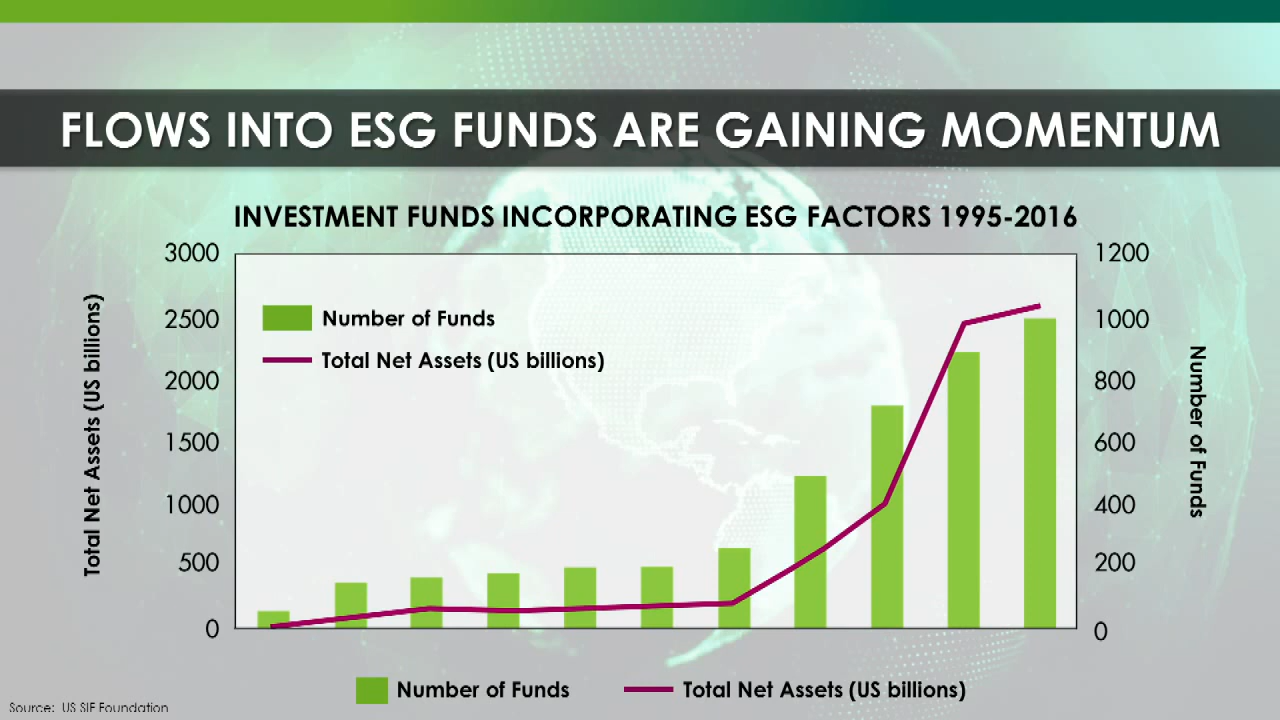 FLOWS INTO ESG FUNDS ARE GAINING MOMENTUM
INVESTMENT FUNDS INCORPORATING ESG FACTORS 1995-2016
3000
2500
2000
1500
1000
500
0
Total Net Assets (US billions)
Number of Funds
Total Net Assets (US billions)
1200
1000
800
600
400
200
0
Number of Funds
Number of Funds
Total Net Assets (US billions)
Source: US SIF Foundation